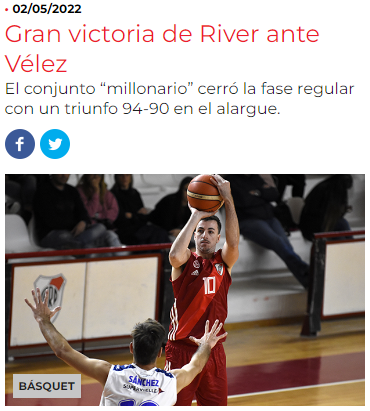 • 02/05/2022
Gran victoria de River ante
Vélez
El conjunto “millonario” cerró la fase regular
con un triunfo 94-90 en el alargue.
10
SÁNCHEZ
BÁSQUET